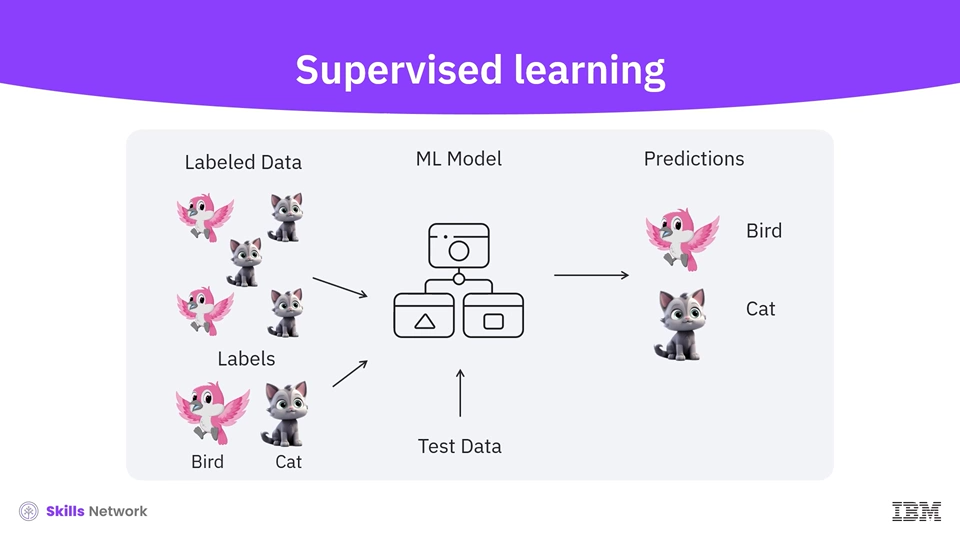 Supervised learning
Labeled Data
ML Model
Predictions
Bird
Cat
Labels
Bird
Cat
Test Data
Skills Network
IBM